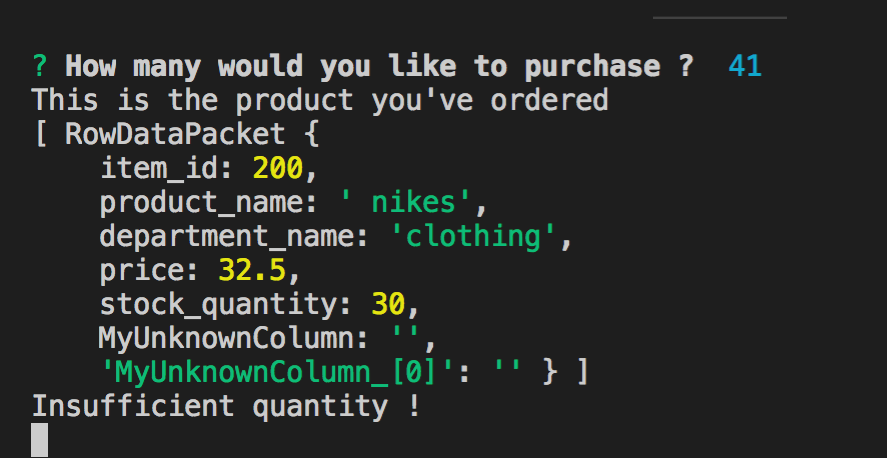 ? How many would you like to purchase ?  41
This is the product you've ordered
[ RowDataPacket {
    item_id: 200,
    product_name: ' nikes',
    department_name: 'clothing',
    price: 32.5,
    stock_quantity: 30,
    MyUnknownColumn: '',
    'MyUnknownColumn_[0]': '' } ]
Insufficient quantity !